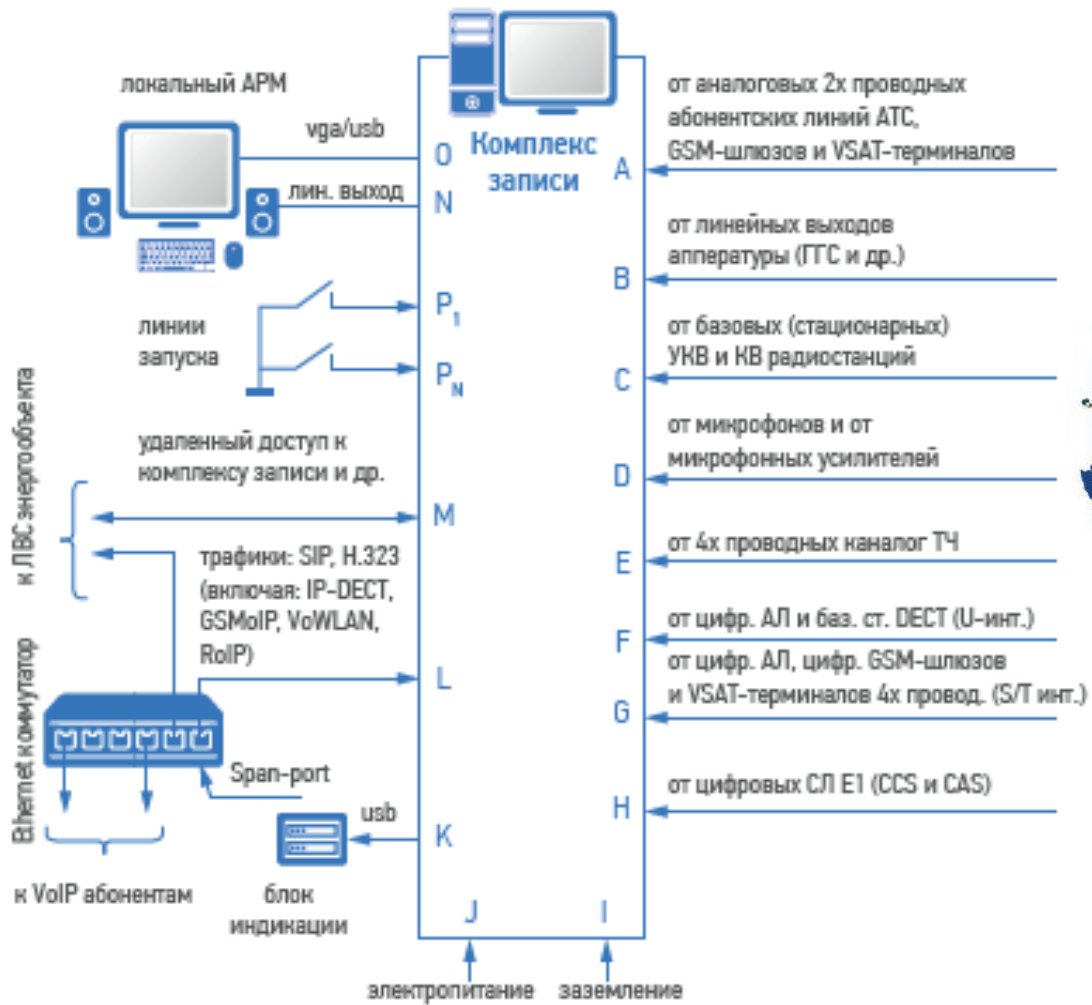 локальный АРМ
vga/usb
лин. выход
O
N
Комплекс
записи
линии
запуска
P1
PN
к ЛВС энергообъекта
удаленный доступ к
комплексу записи и др.
M
трафики: SIP, H.323
(включая: IP-DECT,
GSMoIP, VoWLAN,
RoIP)
L
Ethernet коммутатор
Span-port
usb
K
к VoIP абонентам
блок
индикации
J
I
электропитание
заземление
от аналоговых 2х проводных
абонентских линий АТС,
GSM-шлюзов и VSAT-терминалов
A
от линейных выходов
аппературы (ГГС и др.)
B
от базовых (стационарных)
УКВ и КВ радиостанций
C
от микрофонов и от
микрофонных усилителей
D
от 4х проводных каналог ТЧ
E
от цифр. АЛ и баз. ст. DECT (U-инт.)
F
от цифр. АЛ, цифр. GSM-шлюзов
и VSAT-терминалов 4х провод. (S/T инт.)
G
от цифровых СЛ E1 (CCS и CAS)
H